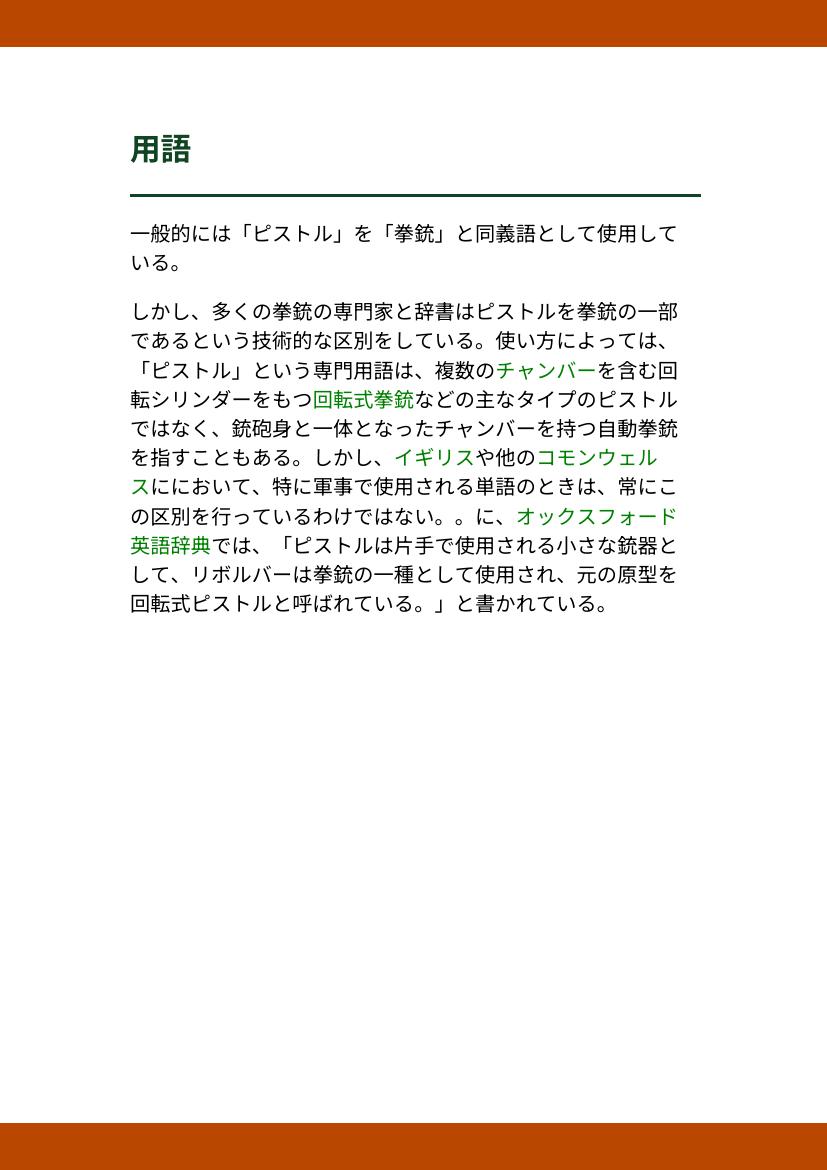 用語
一般的には「ピストル」を「拳銃」と同義語として使用して
いる。
しかし、多くの拳銃の専門家と辞書はピストルを拳銃の一部
であるという技術的な区別をしている。使い方によっては、
「ピストル」という専門用語は、複数のチャンバーを含む回
転シリンダーをもつ回転式拳銃などの主なタイプのピストル
ではなく、銃砲身と一体となったチャンバーを持つ自動拳銃
を指すこともある。しかし、イギリスや他のコモンウェル
スにに​おいて、特に軍事で使用される単語のときは、常にこ
の区別を行っているわけではない。。に、オックスフォード
英語辞典では、「ピストルは片手で使用される小さな銃器と
して、リボルバーは拳銃の一種として使用され、元の原型を
回転式ピストルと呼ばれている。」と書かれている。